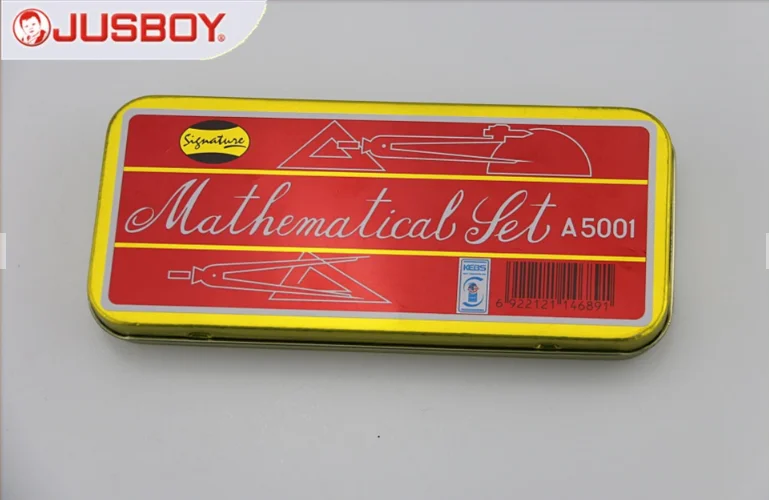 JUSBOY®
Signature
Mathematical Set A5001
KEBS
6 922121 146891